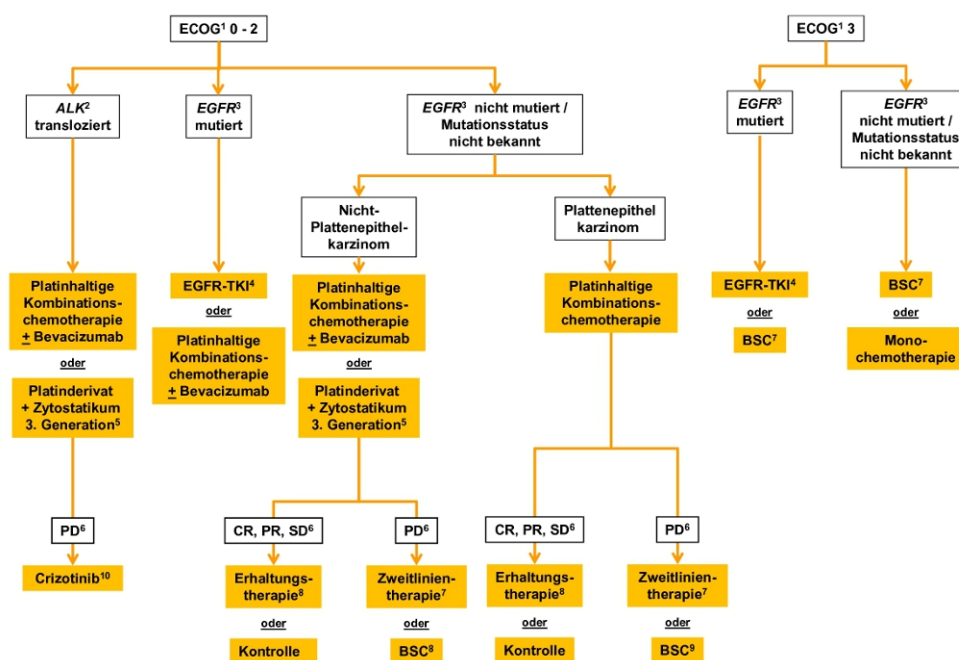 ECOG¹ 0 - 2
ECOG¹ 3
ALK²
transloziert
EGFR³
mutiert
EGFR³ nicht mutiert /
Mutationsstatus
nicht bekannt
EGFR³
mutiert
EGFR³
nicht mutiert /
Mutationsstatus
nicht bekannt
Nicht-
Plattenepithel-
karzinom
Plattenepithel
karzinom
Platinhaltige
Kombinations-
chemotherapie
± Bevacizumab
oder
Platinderivat
+ Zytostatikum
3. Generation⁵
EGFR-TKI⁴
oder
Platinhaltige
Kombinations-
chemotherapie
± Bevacizumab
Platinhaltige
Kombinations-
chemotherapie
± Bevacizumab
oder
Platinderivat
+ Zytostatikum
3. Generation⁵
Platinhaltige
Kombinations-
chemotherapie
EGFR-TKI⁴
oder
BSC⁷
BSC⁷
oder
Mono-
chemotherapie
PD⁶
Crizotinib¹⁰
CR, PR, SD⁶
Erhaltungs-
therapie⁸
oder
Kontrolle
PD⁶
Zweitlinien-
therapie⁷
oder
BSC⁸
CR, PR, SD⁶
Erhaltungs-
therapie⁸
oder
Kontrolle
PD⁶
Zweitlinien-
therapie⁷
oder
BSC⁹